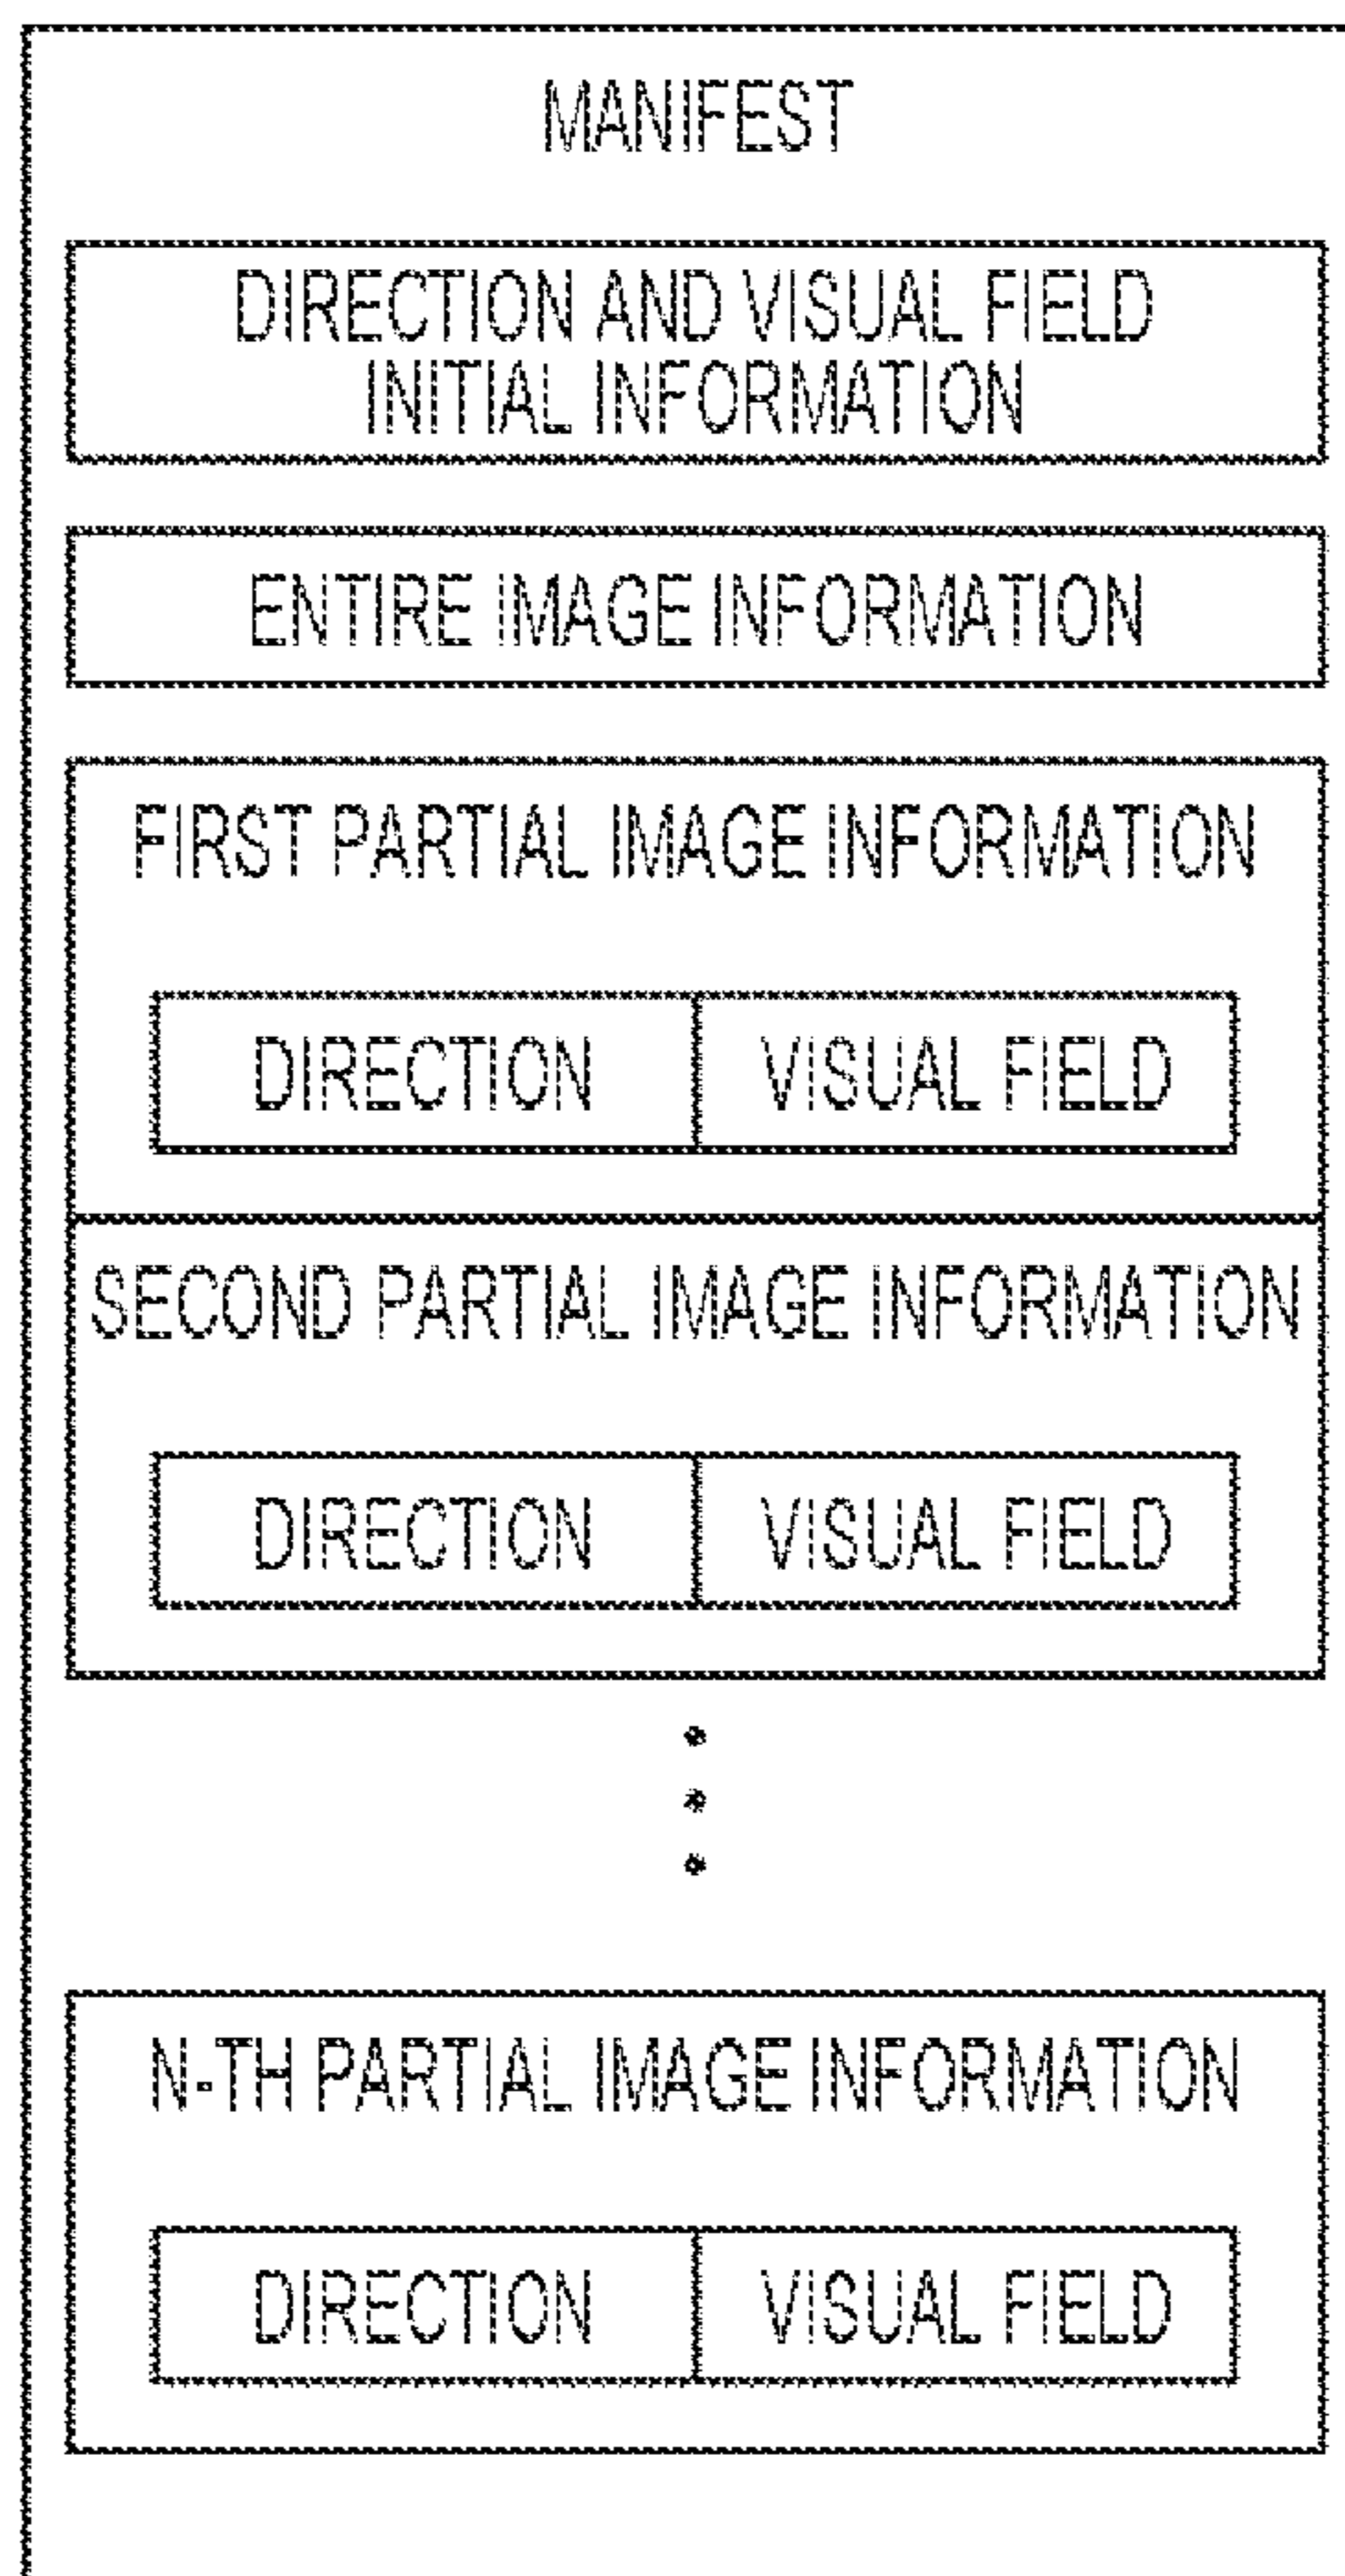 MANIFEST
DIRECTION AND VISUAL FIELD
INITIAL INFORMATION
ENTIRE IMAGE INFORMATION
FIRST PARTIAL IMAGE INFORMATION
DIRECTION VISUAL FIELD
SECOND PARTIAL IMAGE INFORMATION
DIRECTION VISUAL FIELD
N-TH PARTIAL IMAGE INFORMATION
DIRECTION VISUAL FIELD